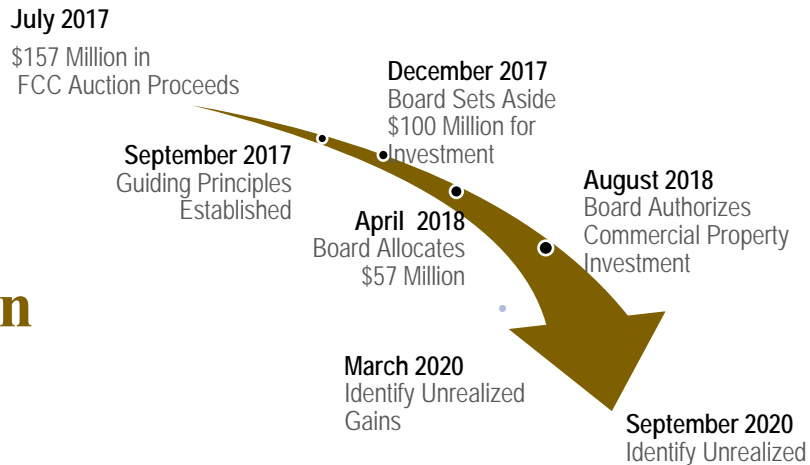 July 2017
$157 Million in
FCC Auction Proceeds
December 2017
Board Sets Aside
$100 Million for
Investment
September 2017
Guiding Principles
Established
August 2018
Board Authorizes
Commercial Property
Investment
April 2018
Board Allocates
$57 Million
n
March 2020
Identify Unrealized
Gains
September 2020
Identify Unrealized